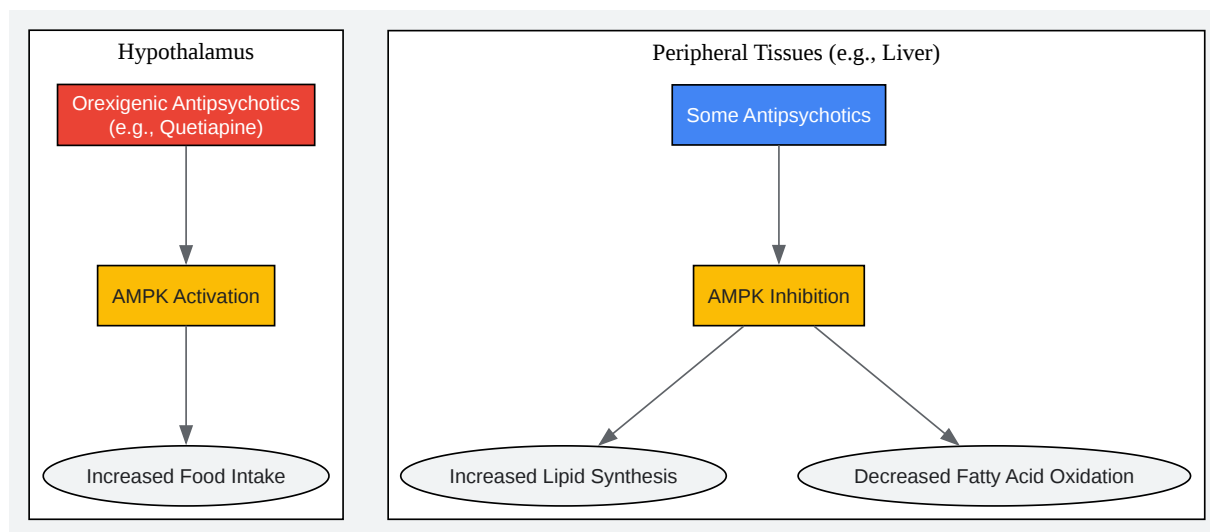 Hypothalamus
Orexigenic Antipsychotics
(e.g., Quetiapine)
AMPK Activation
Increased Food Intake
Peripheral Tissues (e.g., Liver)
Some Antipsychotics
AMPK Inhibition
Increased Lipid Synthesis
Decreased Fatty Acid Oxidation